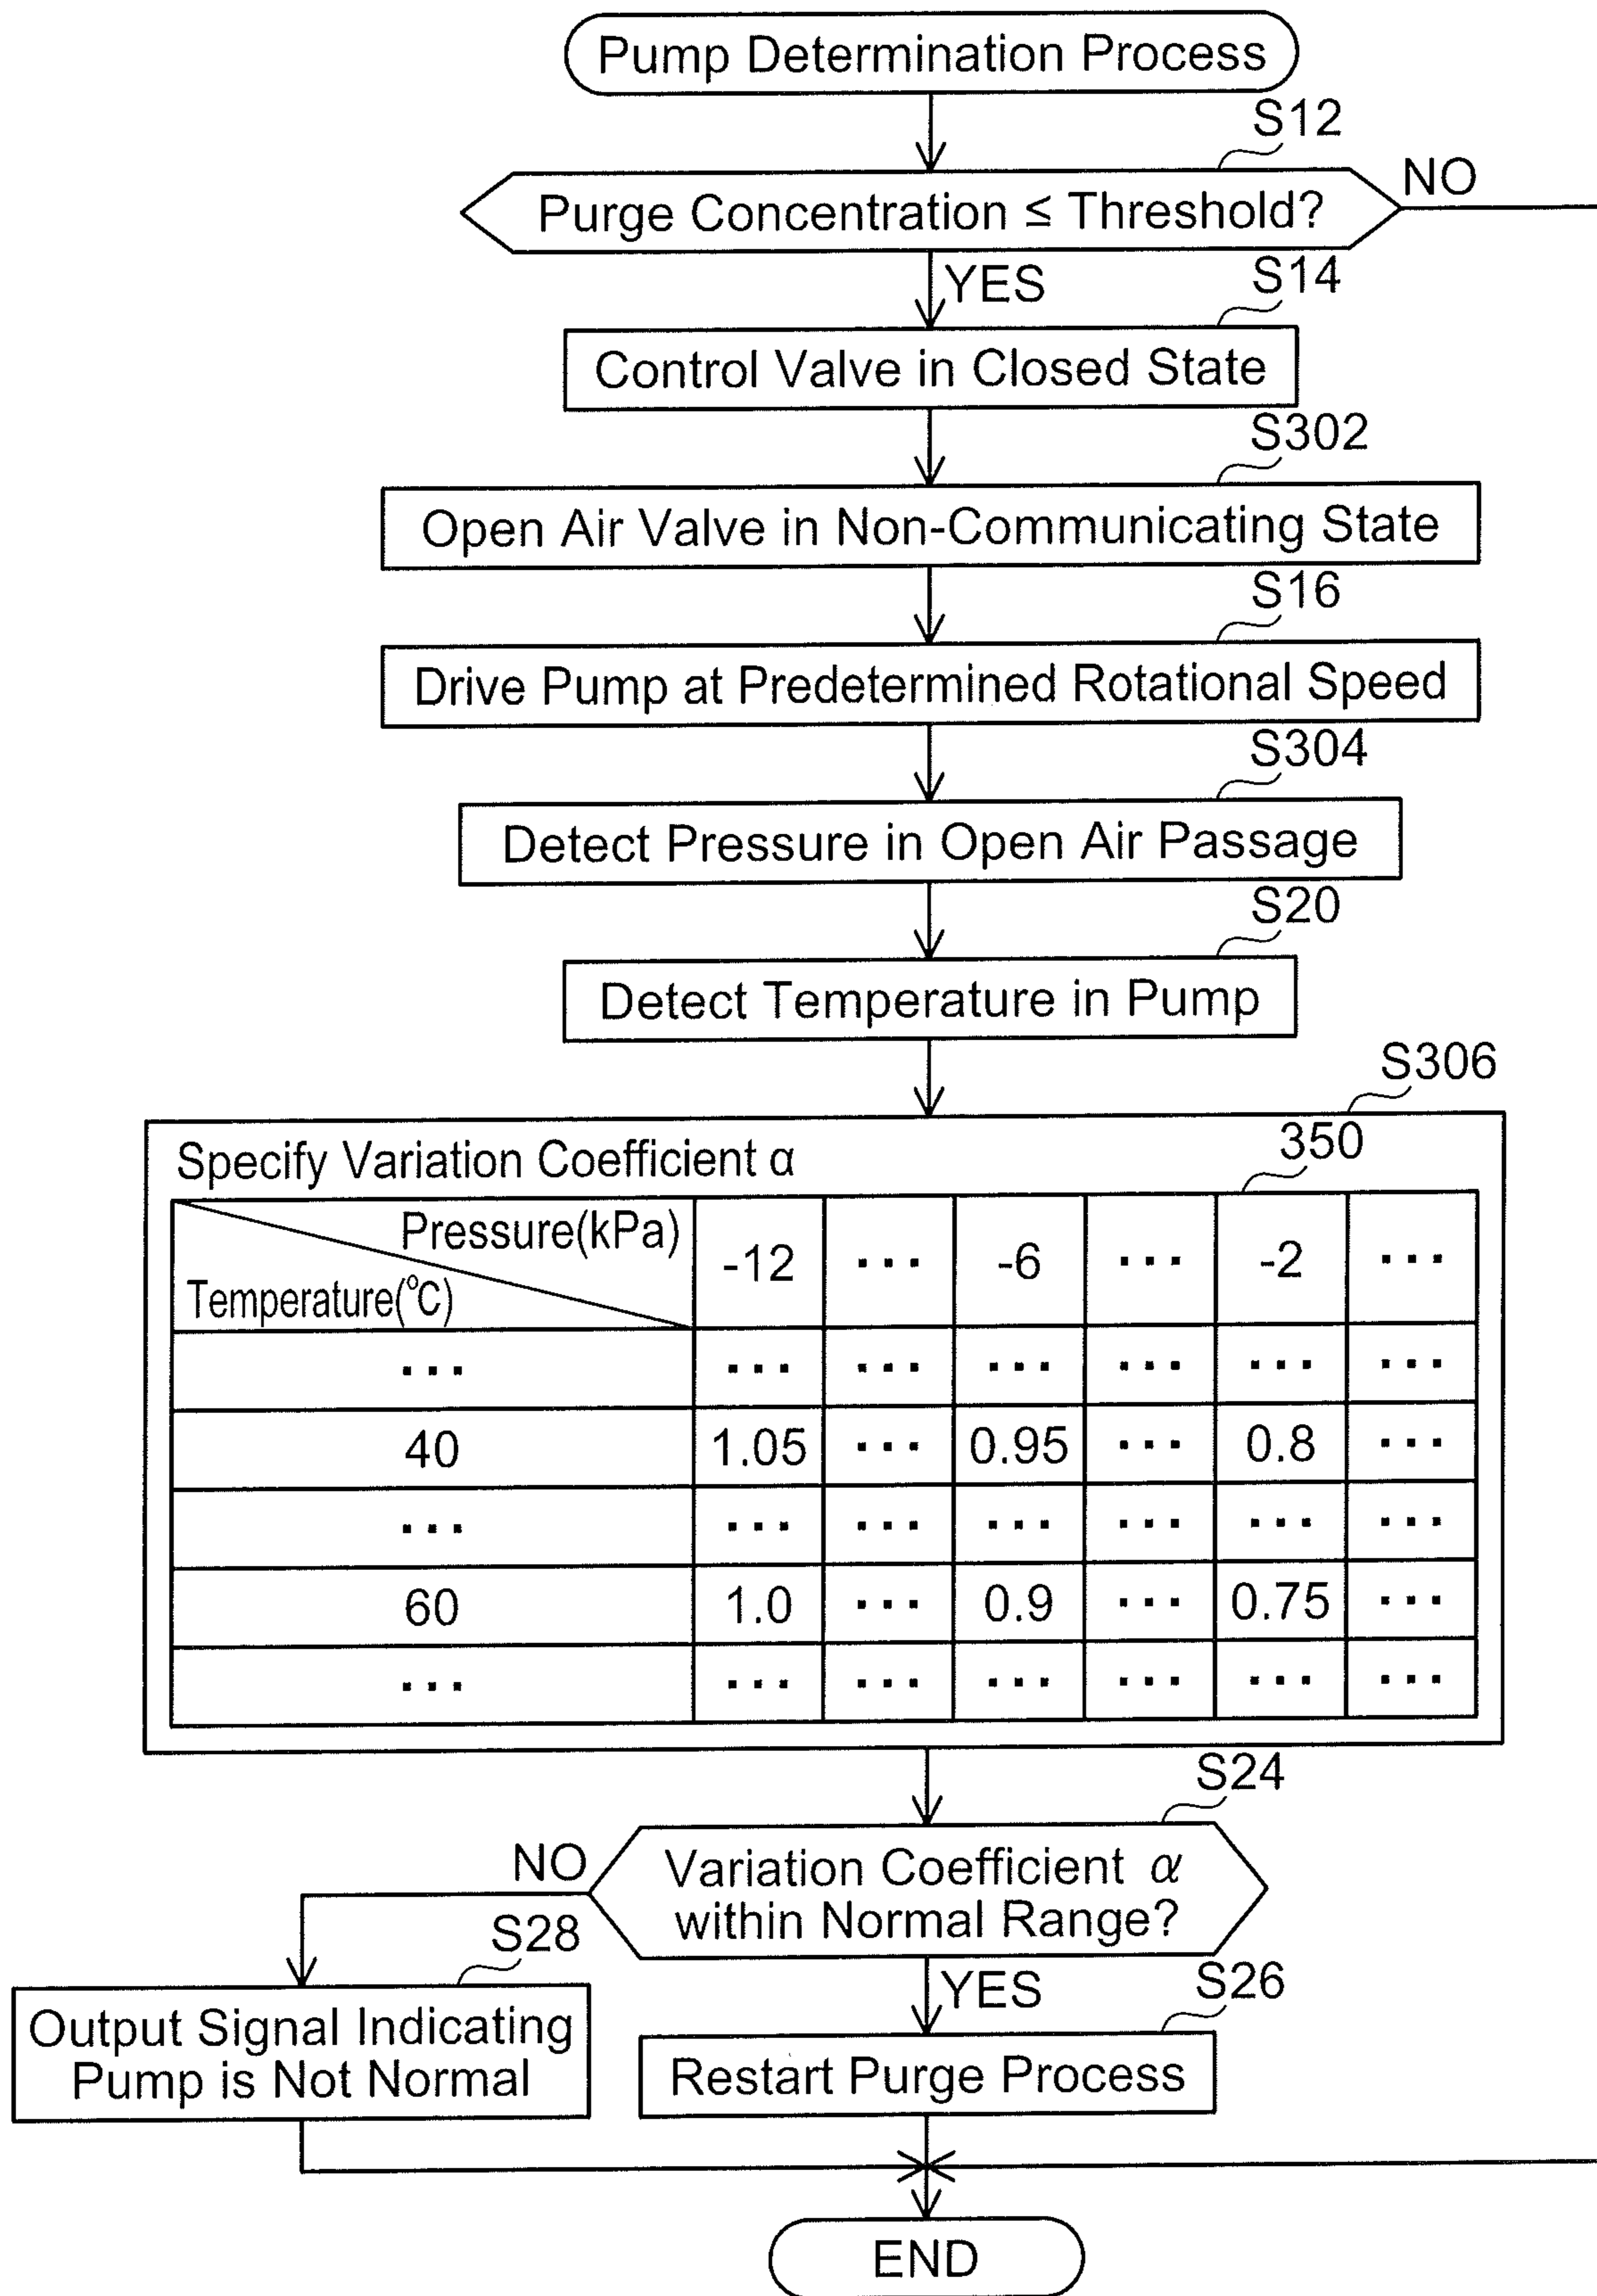 Pump Determination Process
S12
Purge Concentration ≤ Threshold?
NO
YES
S14
Control Valve in Closed State
S302
Open Air Valve in Non-Communicating State
S16
Drive Pump at Predetermined Rotational Speed
S304
Detect Pressure in Open Air Passage
S20
Detect Temperature in Pump
S306
Specify Variation Coefficient α
350
Pressure(kPa)
Temperature(°C)
-12 ... -6 ... -2 ...
... ... ... ... ... ... ...
40 1.05 ... 0.95 ... 0.8 ...
... ... ... ... ... ... ...
60 1.0 ... 0.9 ... 0.75 ...
... ... ... ... ... ... ...
S24
NO
Variation Coefficient α
within Normal Range?
S28
YES
S26
Output Signal Indicating
Pump is Not Normal
Restart Purge Process
END